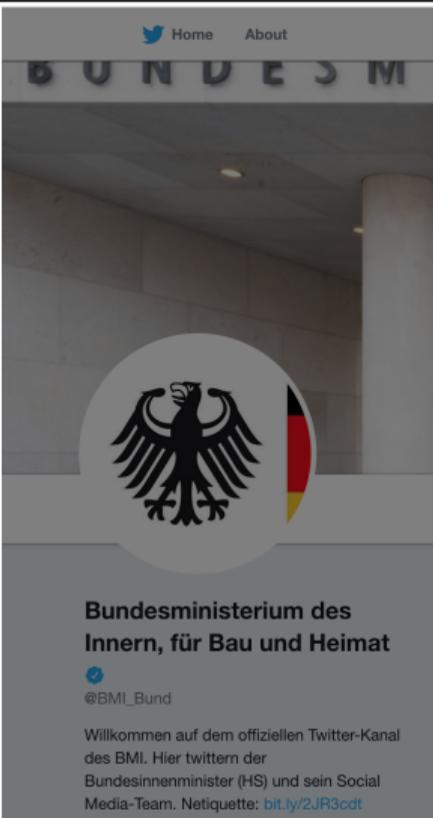 Home About
BUNDESM
Bundesministerium des
Innern, für Bau und Heimat
@BMI_Bund
Willkommen auf dem offiziellen Twitter-Kanal
des BMI. Hier twittern der
Bundesinnenminister (HS) und sein Social
Media-Team. Netiquette: bit.ly/2JR3cdt